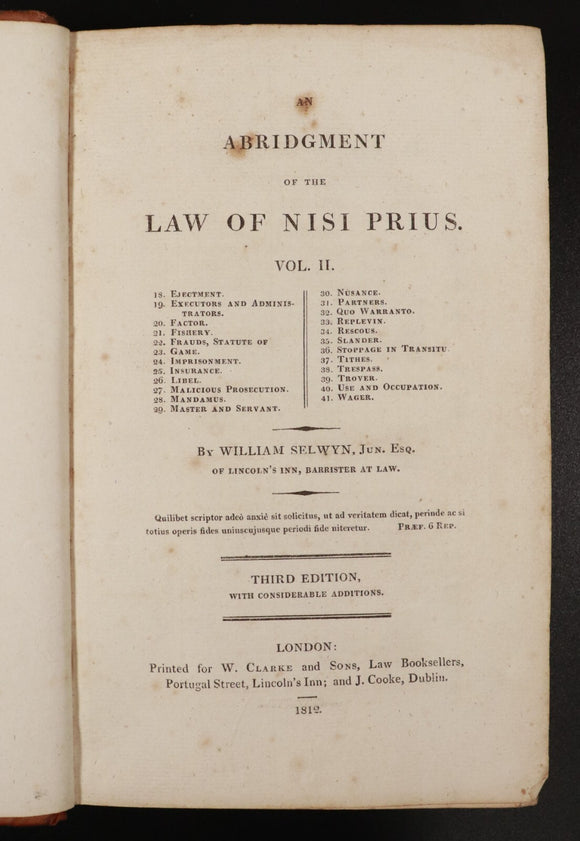 AN
ABRIDGMENT
OF THE
LAW OF NISI PRIUS.
VOL. II.
18. EJECTMENT.
19. EXECUTORS AND ADMINIS-
TRATORS.
20. FACTOR.
21. FISHERY.
22. FRAUDS, STATUTE OF
23. GAME.
24. IMPRISONMENT.
25. INSURANCE.
26. LIBEL.
27. MALICIOUS PROSECUTION.
28. MANDAMUS.
29. MASTER AND SERVANT.
30. NUSANCE.
31. PARTNERS.
32. QUO WARRANTO.
33. REPLEVIN.
34. RESCOUS.
35. SLANDER.
36. STOPPAGE IN TRANSITU
37. TITHES.
38. TRESPASS.
39. TROVER.
40. USE AND OCCUPATION.
41. WAGER.
BY WILLIAM SELWYN, JUN. ESQ.
OF LINCOLN'S INN, BARRISTER AT LAW.
Quilibet scriptor adeò anxiè sit solicitus, ut ad veritatem dicat, perinde ac si
totius operis fides uniuscujusque periodi fide niteretur. PRÆF. 6 REP.
THIRD EDITION,
WITH CONSIDERABLE ADDITIONS.
LONDON:
Printed for W. CLARKE and SONS, Law Booksellers,
Portugal Street, Lincoln's Inn; and J. Cooke, Dublin.
1812.